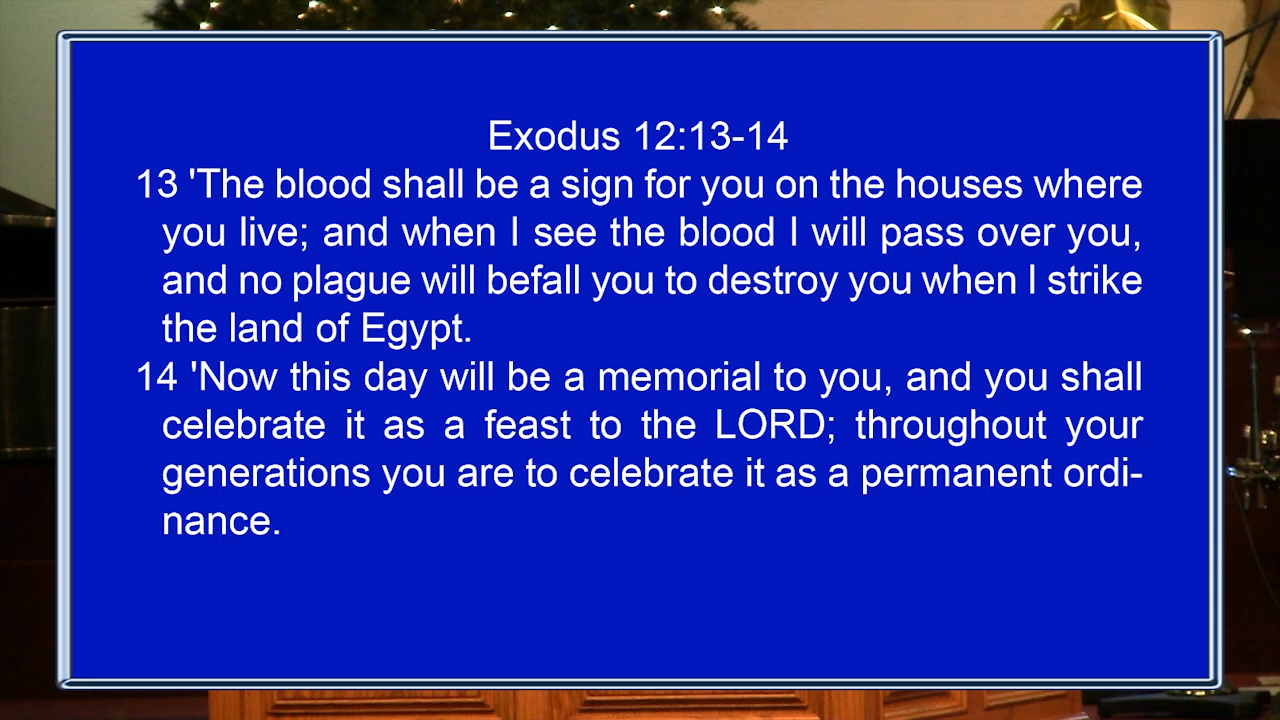 Exodus 12:13-14
13 'The blood shall be a sign for you on the houses where
you live; and when I see the blood I will pass over you,
and no plague will befall you to destroy you when I strike
the land of Egypt.
14 'Now this day will be a memorial to you, and you shall
celebrate it as a feast to the LORD; throughout your
generations you are to celebrate it as a permanent ordi-
nance.